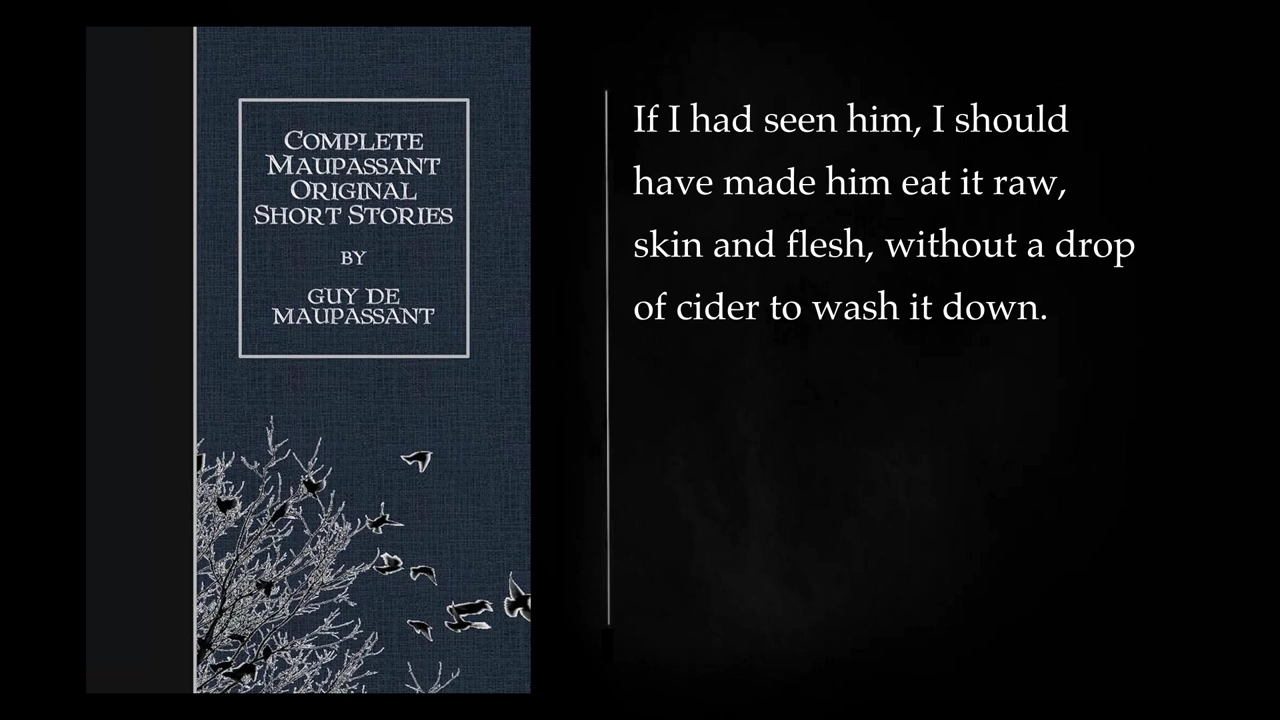 COMPLETE
MAUPASSANT
ORIGINAL
SHORT STORIES
BY
GUY DE
MAUPASSANT
If I had seen him, I should
have made him eat it raw,
skin and flesh, without a drop
of cider to wash it down.